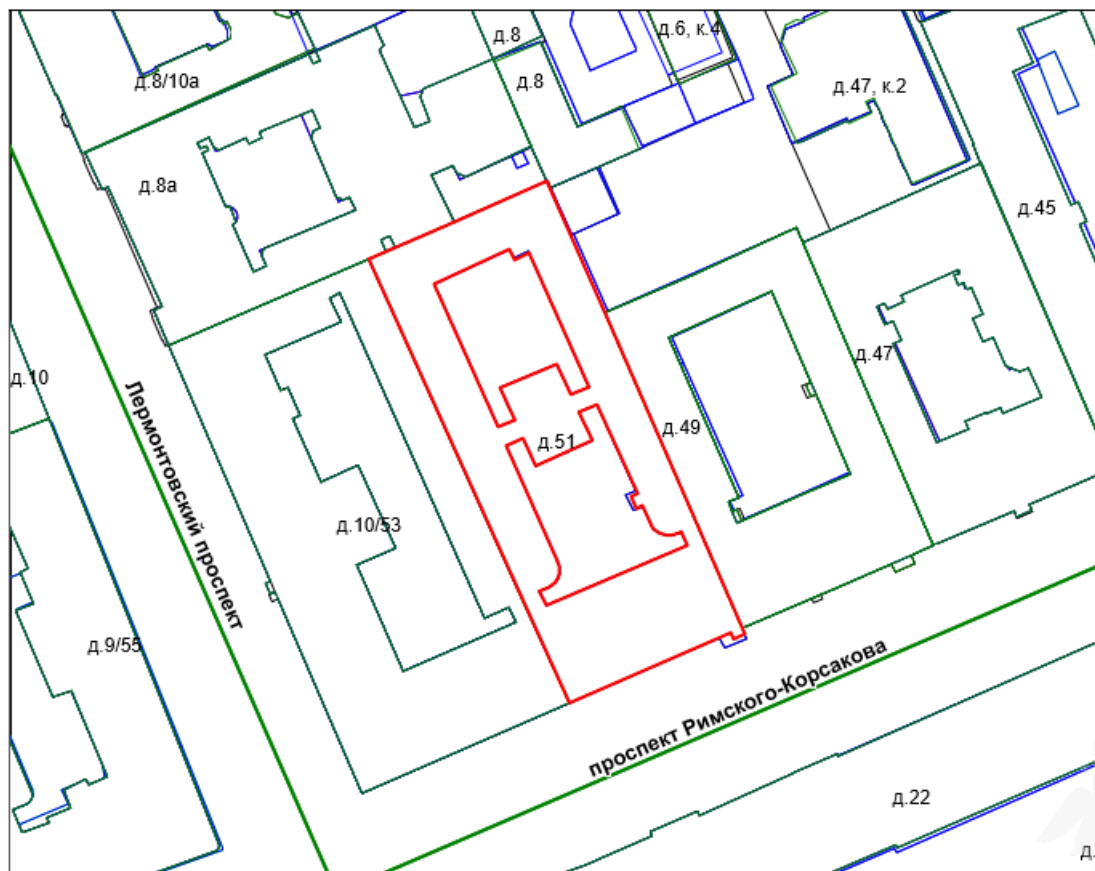 д.8
д.6, к.4
д.8/10а
д.8
д.47, к.2
д.8а
д.45
д.47
д.10
Лермонтовский проспект
д.49
д.51
д.10/53
д.9/55
проспект Римского-Корсакова
д.22
д.